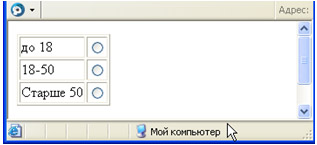 Адрес:
до 18
18-50
Старше 50
Мой компьютер